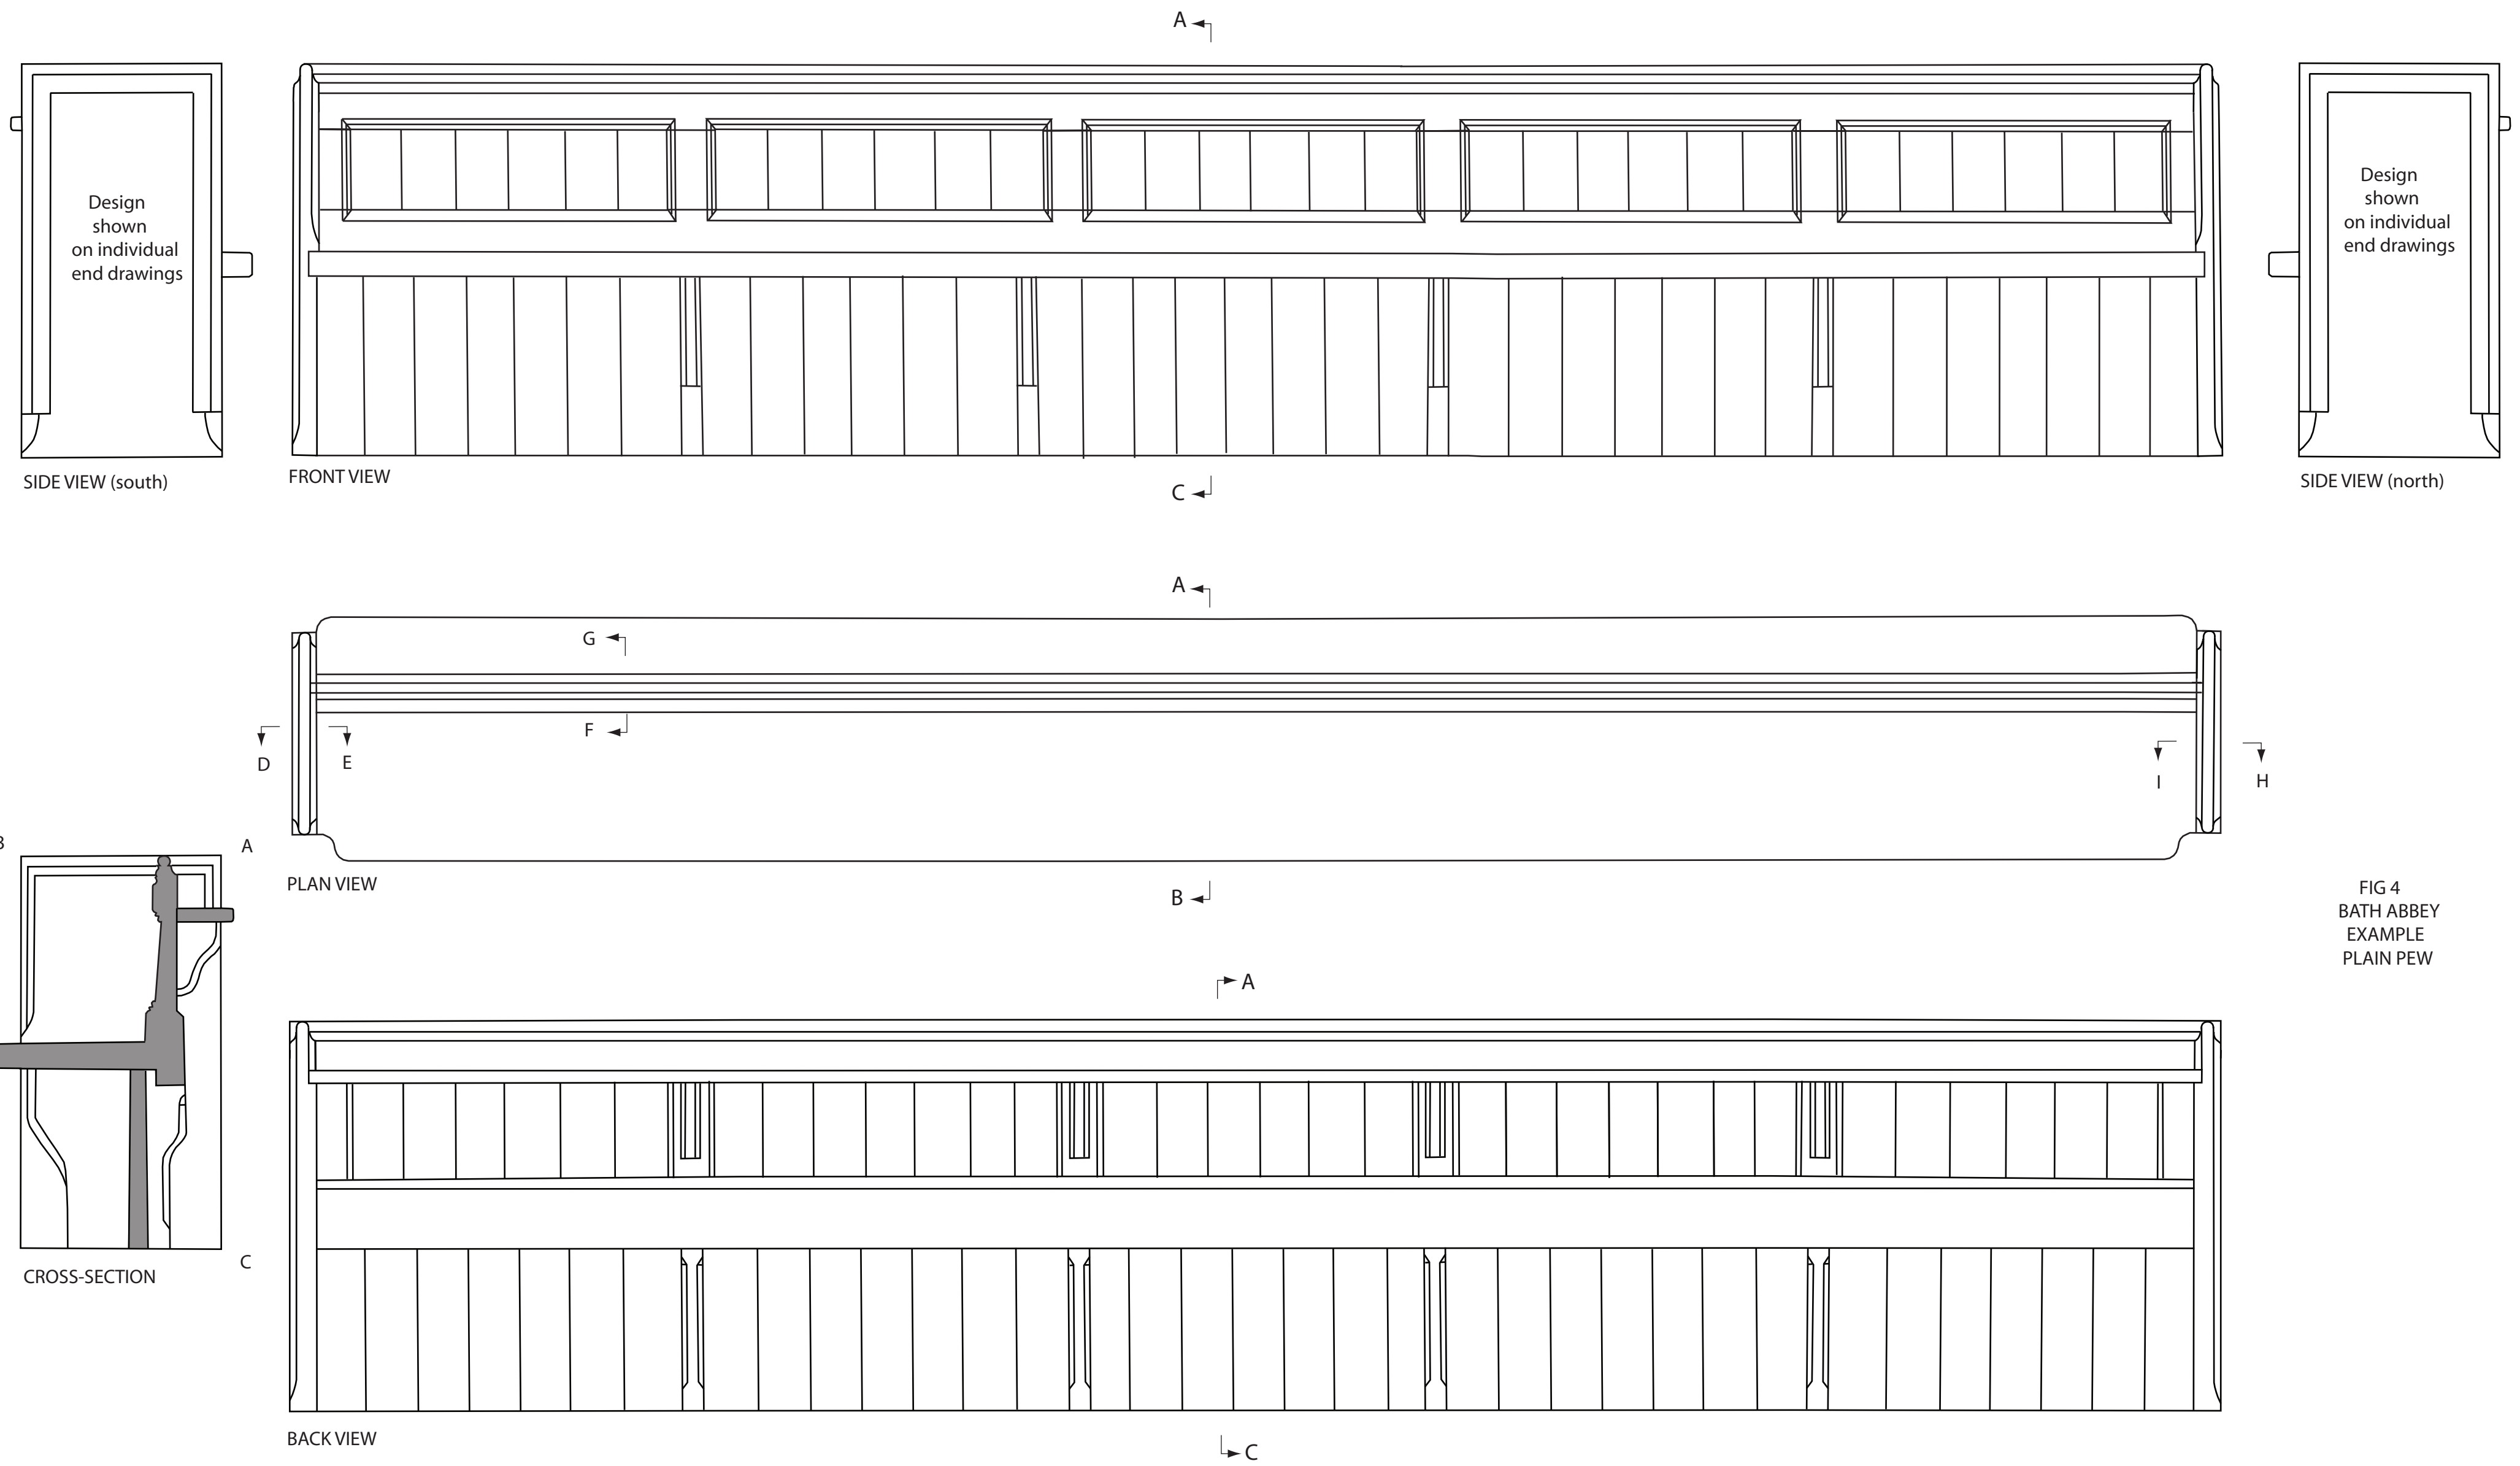 A
Design
shown
on individual
end drawings
SIDE VIEW (south)
FRONT VIEW
C
Design
shown
on individual
end drawings
SIDE VIEW (north)
A
G
F
D
E
I
H
PLAN VIEW
B
B
A
C
CROSS-SECTION
FIG 4
BATH ABBEY
EXAMPLE
PLAIN PEW
A
BACK VIEW
C